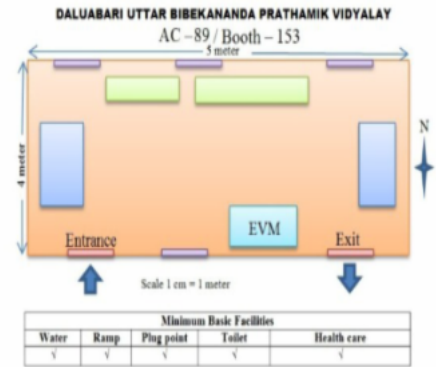 DALUABARI UTTAR BIBEKANANDA PRATHAMIK VIDYALAY
AC – 89 / Booth – 153
5 meter
N
4 meter
EVM
Entrance
Exit
Scale 1 cm = 1 meter
Minimum Basic Facilities
Water Ramp Plug point Toilet Health care
√ √ √ √ √